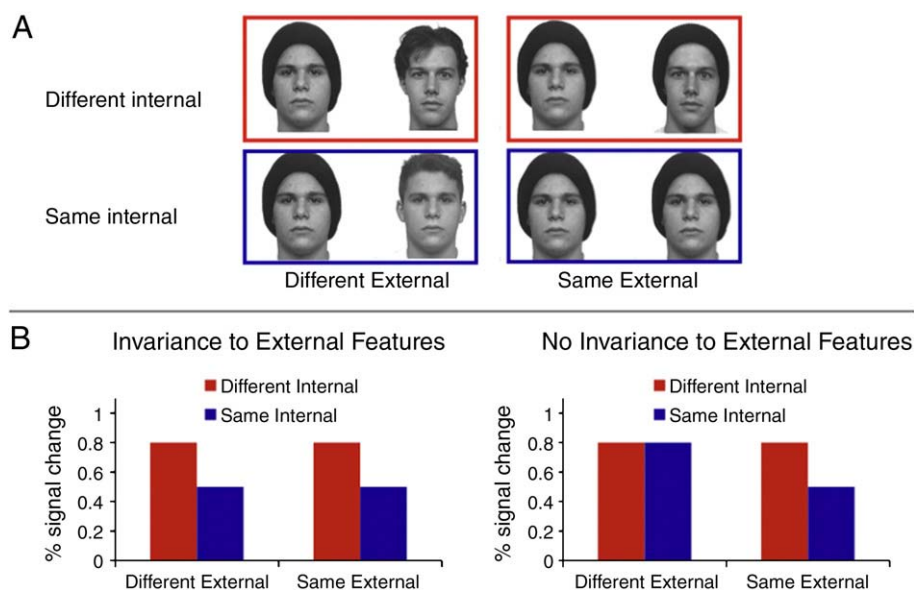 A
Different internal
Same internal
Different External
Same External
B
Invariance to External Features
No Invariance to External Features
Different Internal
Same Internal
% signal change
1
0.8
0.6
0.4
0.2
0
Different External
Same External
Different Internal
Same Internal
% signal change
1
0.8
0.6
0.4
0.2
0
Different External
Same External